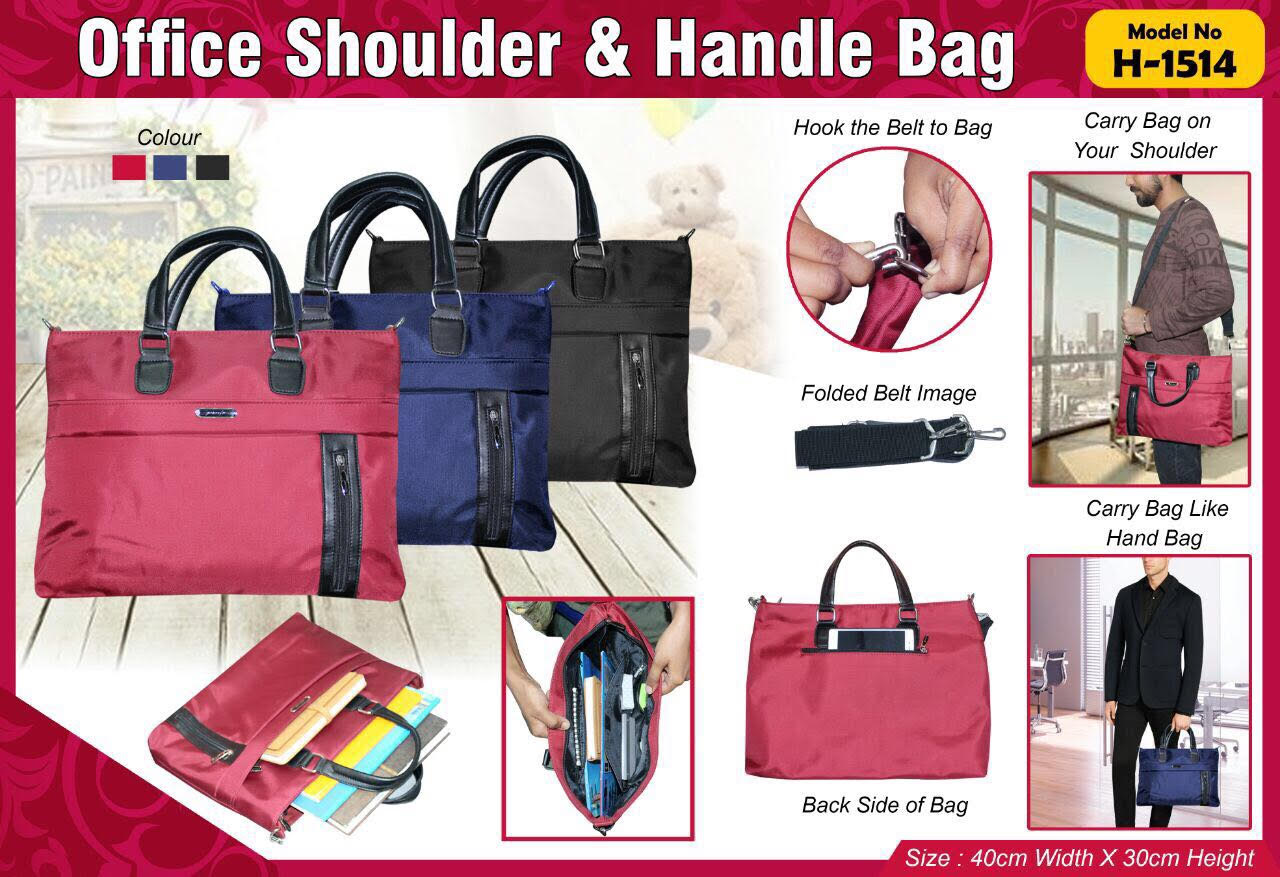 Office Shoulder & Handle Bag
Model No
H-1514
Colour
PAIN
Hook the Belt to Bag
Carry Bag on
Your Shoulder
Folded Belt Image
Carry Bag Like
Hand Bag
Back Side of Bag
Size : 40cm Width X 30cm Height